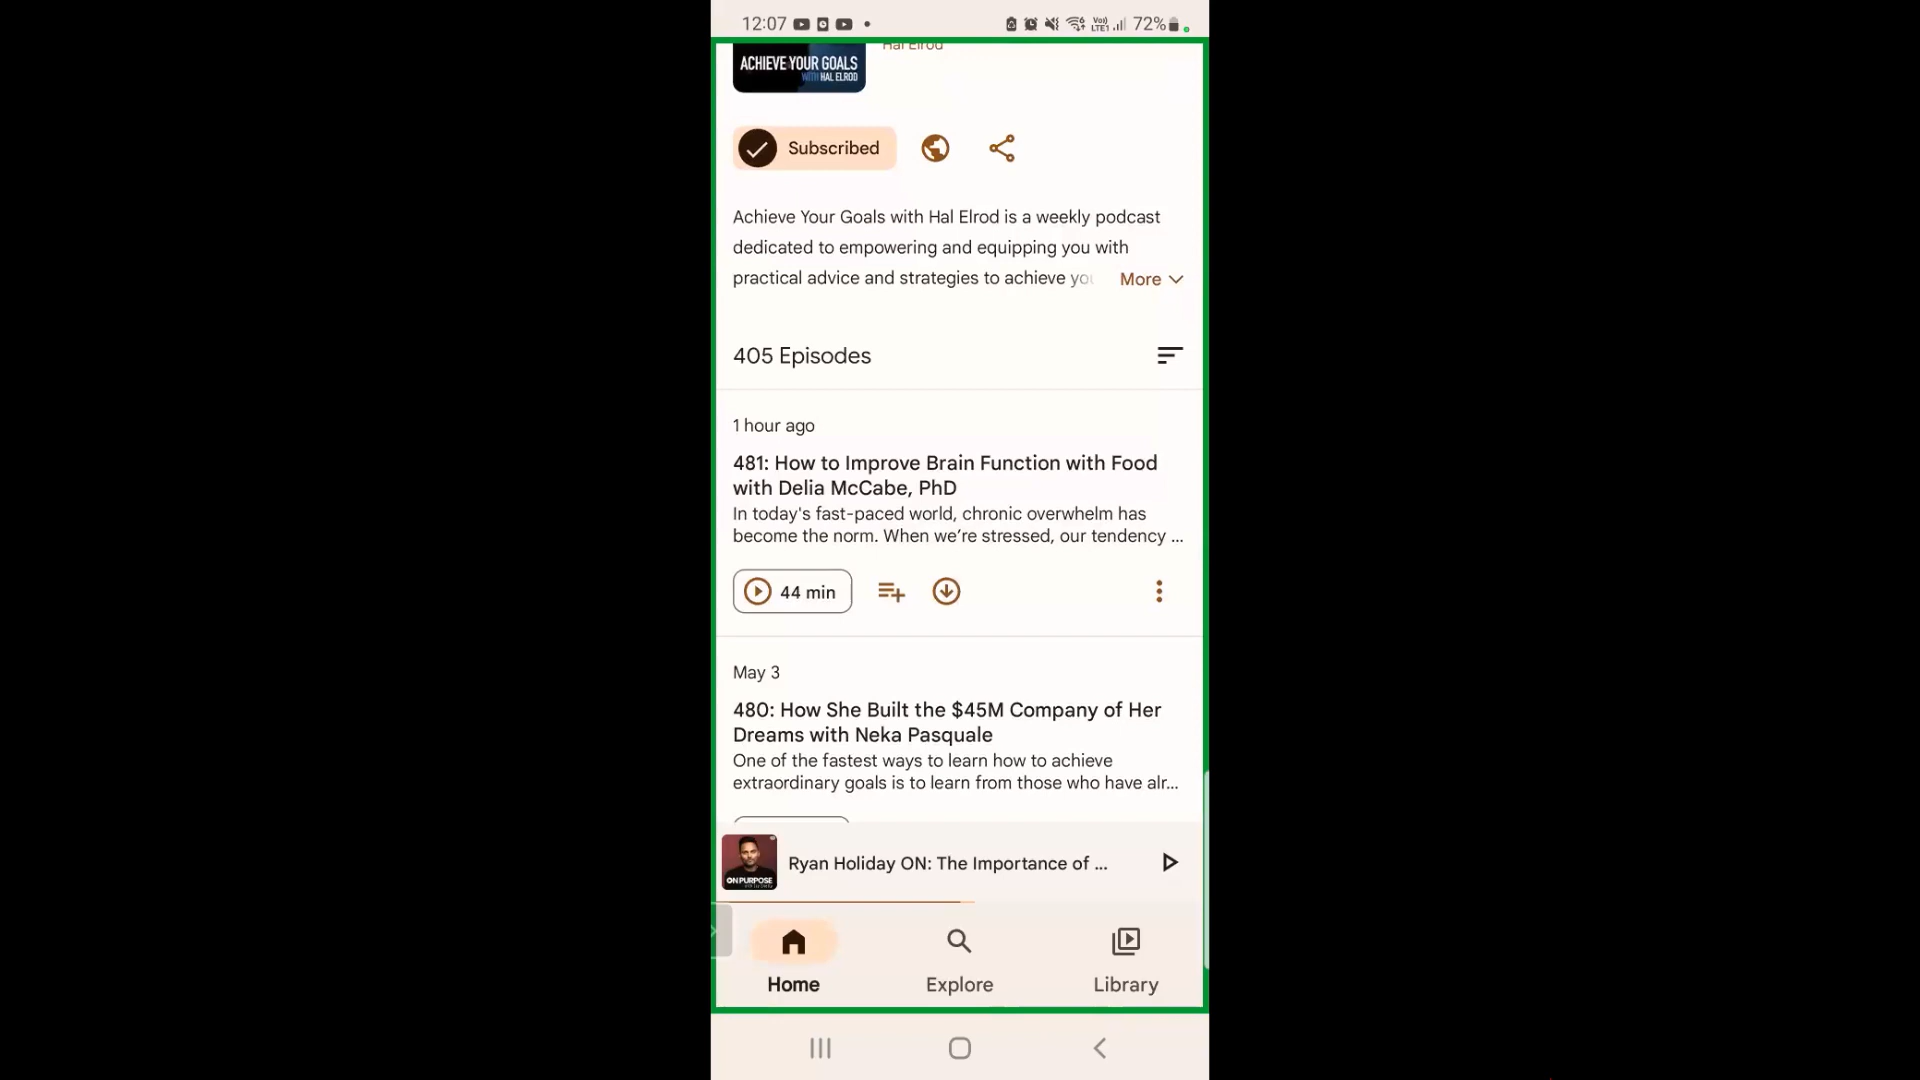 12:07
Vo)) LTE1 72%
Hal Elrod
ACHIEVE YOUR GOALS
WITH HAL ELROD
Subscribed
Achieve Your Goals with Hal Elrod is a weekly podcast
dedicated to empowering and equipping you with
practical advice and strategies to achieve you More
405 Episodes
1 hour ago
481: How to Improve Brain Function with Food
with Delia McCabe, PhD
In today's fast-paced world, chronic overwhelm has
become the norm. When we’re stressed, our tendency ...
44 min
May 3
480: How She Built the $45M Company of Her
Dreams with Neka Pasquale
One of the fastest ways to learn how to achieve
extraordinary goals is to learn from those who have alr...
ON PURPOSE
Ryan Holiday ON: The Importance of ...
Home Explore Library